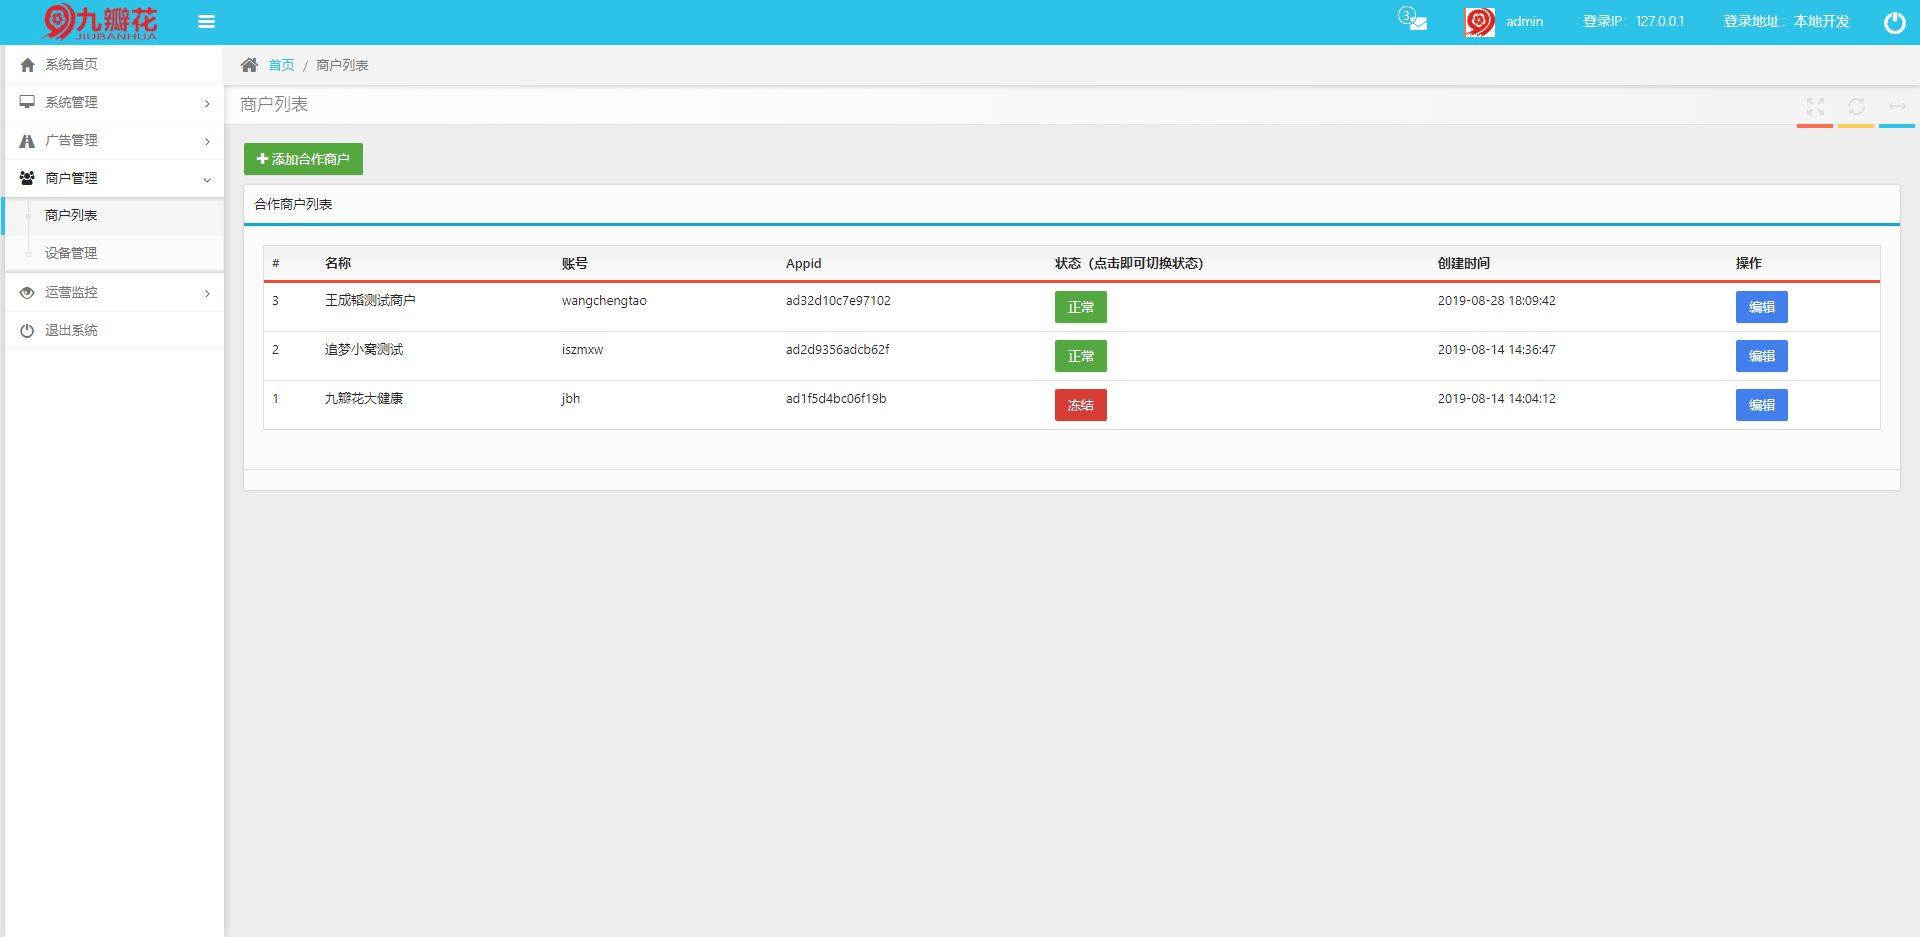 九瓣花
JIUBANHUA
3
admin
登录IP：127.0.0.1
登录地址：本地开发
系统首页
系统管理
广告管理
商户管理
商户列表
设备管理
运营监控
退出系统
首页 / 商户列表
商户列表
添加合作商户
合作商户列表
# 名称 账号 Appid 状态（点击即可切换状态） 创建时间 操作
3 王成韬测试商户 wangchengtao ad32d10c7e97102 正常 2019-08-28 18:09:42 编辑
2 追梦小窝测试 iszmxw ad2d9356adcb62f 正常 2019-08-14 14:36:47 编辑
1 九瓣花大健康 jbh ad1f5d4bc06f19b 冻结 2019-08-14 14:04:12 编辑